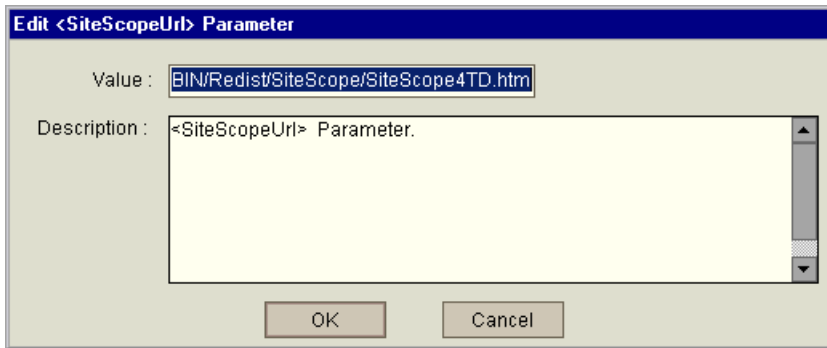 Edit <SiteScopeUrl> Parameter
Value :
BIN/Redist/SiteScope/SiteScope4TD.htm
Description :
<SiteScopeUrl> Parameter.
OK
Cancel